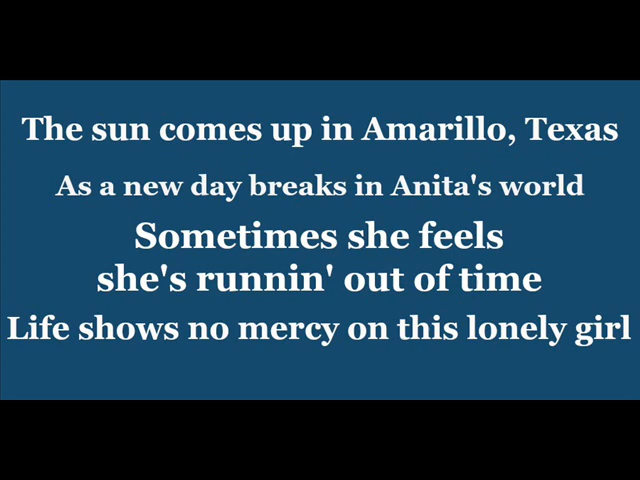 The sun comes up in Amarillo, Texas
As a new day breaks in Anita's world
Sometimes she feels
she's runnin' out of time
Life shows no mercy on this lonely girl